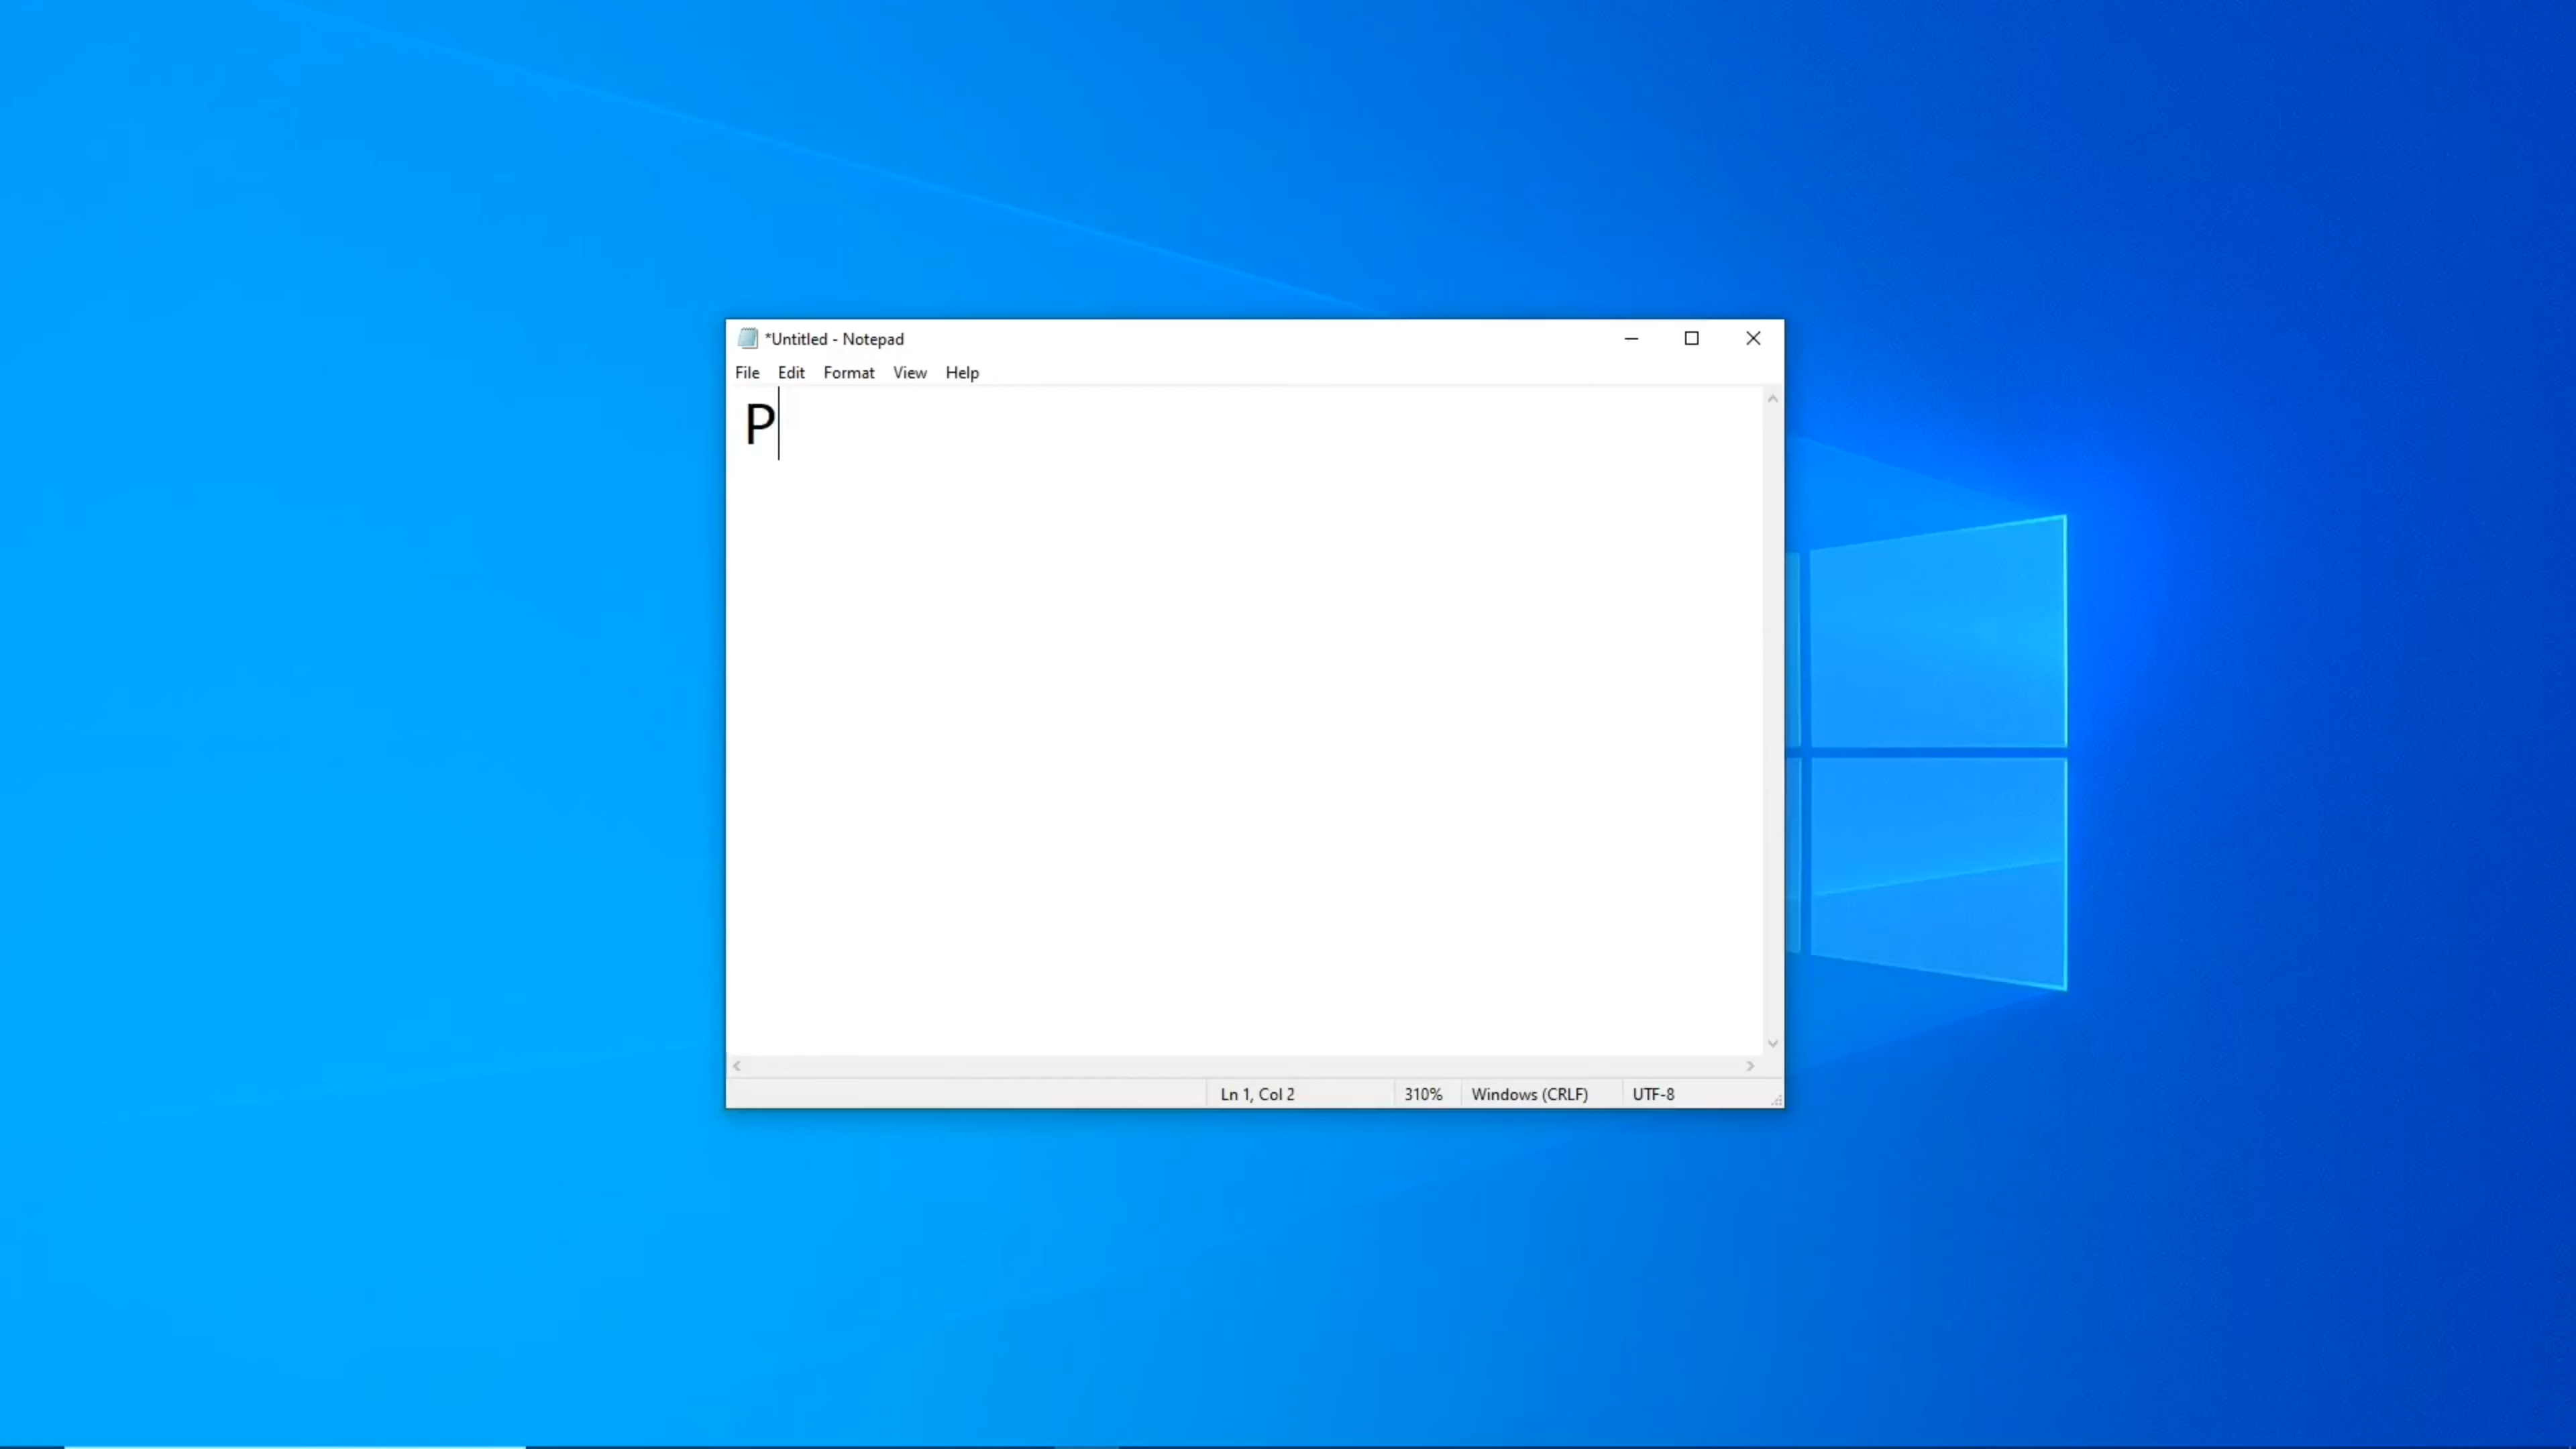 *Untitled - Notepad
File Edit Format View Help
P
Ln 1, Col 2 310% Windows (CRLF) UTF-8